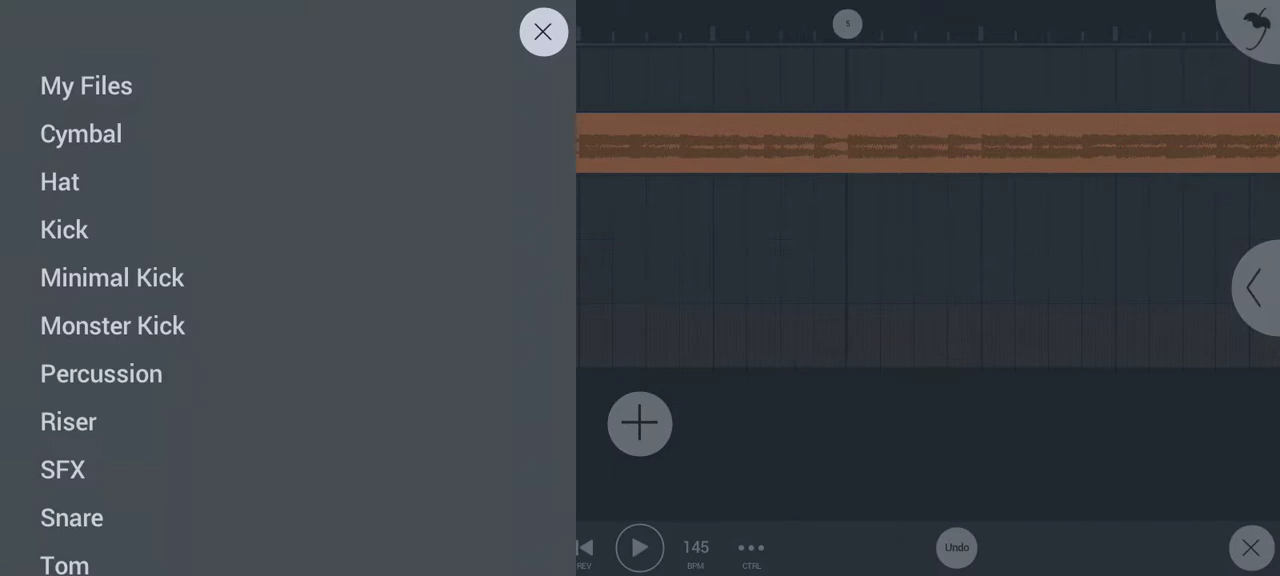 My Files
Cymbal
Hat
Kick
Minimal Kick
Monster Kick
Percussion
Riser
SFX
Snare
Tom
S
REV
145
BPM
CTRL
Undo